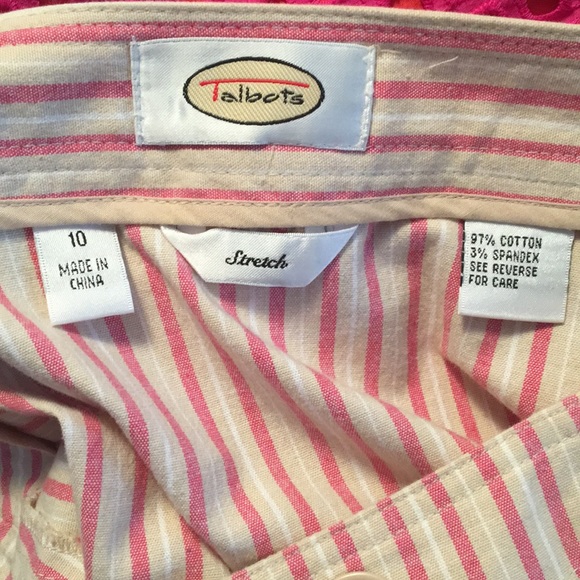 Talbots
10
MADE IN
CHINA
Stretch
97% COTTON
3% SPANDEX
SEE REVERSE
FOR CARE